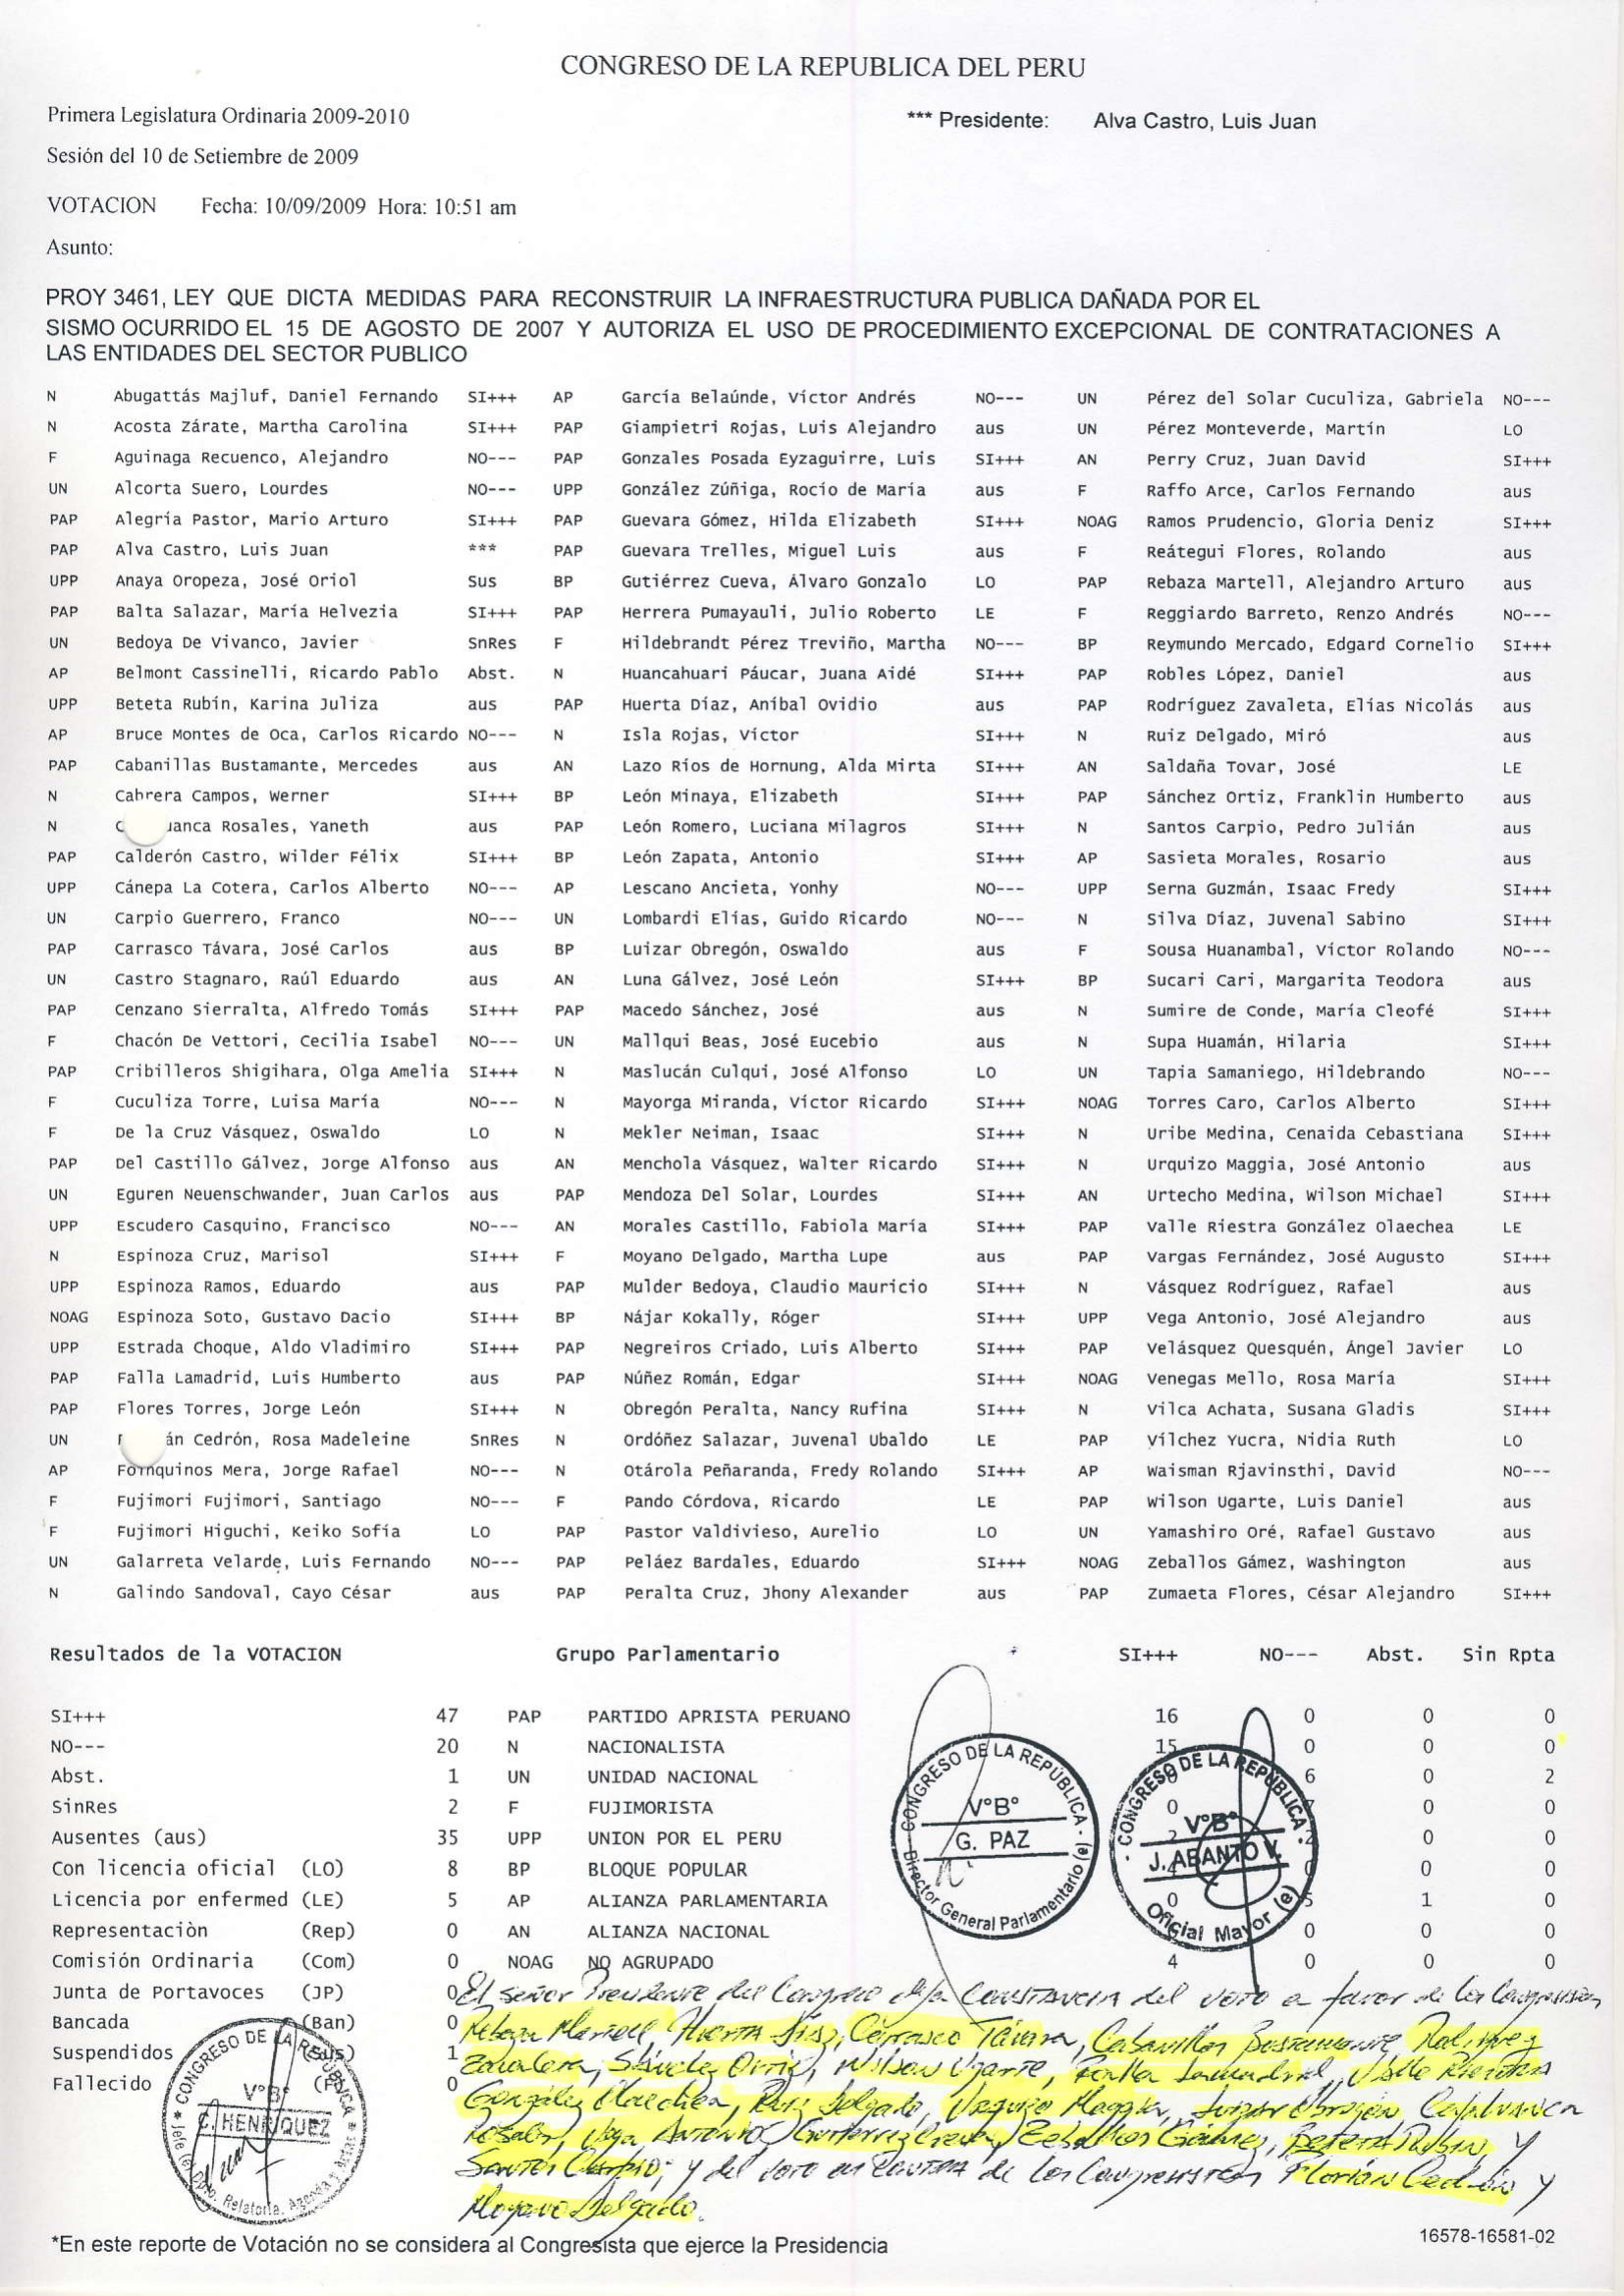 CONGRESO DE LA REPUBLICA DEL PERU
Primera Legislatura Ordinaria 2009-2010 *** Presidente: Alva Castro, Luis Juan
Sesión del 10 de Setiembre de 2009
VOTACION Fecha: 10/09/2009 Hora: 10:51 am
Asunto:
PROY 3461, LEY QUE DICTA MEDIDAS PARA RECONSTRUIR LA INFRAESTRUCTURA PUBLICA DAÑADA POR EL
SISMO OCURRIDO EL 15 DE AGOSTO DE 2007 Y AUTORIZA EL USO DE PROCEDIMIENTO EXCEPCIONAL DE CONTRATACIONES A
LAS ENTIDADES DEL SECTOR PUBLICO
N Abugattás Majluf, Daniel Fernando SI+++ AP García Belaúnde, Víctor Andrés NO--- UN Pérez del Solar Cuculiza, Gabriela NO---
N Acosta Zárate, Martha Carolina SI+++ PAP Giampietri Rojas, Luis Alejandro aus UN Pérez Monteverde, Martín LO
F Aguinaga Recuenco, Alejandro NO--- PAP Gonzales Posada Eyzaguirre, Luis SI+++ AN Perry Cruz, Juan David SI+++
UN Alcorta Suero, Lourdes NO--- UPP González Zúñiga, Rocío de María aus F Raffo Arce, Carlos Fernando aus
PAP Alegría Pastor, Mario Arturo SI+++ PAP Guevara Gómez, Hilda Elizabeth SI+++ NOAG Ramos Prudencio, Gloria Deniz SI+++
PAP Alva Castro, Luis Juan *** PAP Guevara Trelles, Miguel Luis aus F Reátegui Flores, Rolando aus
UPP Anaya Oropeza, José Oriol Sus BP Gutiérrez Cueva, Álvaro Gonzalo LO PAP Rebaza Martell, Alejandro Arturo aus
PAP Balta Salazar, María Helvezia SI+++ PAP Herrera Pumayauli, Julio Roberto LE F Reggiardo Barreto, Renzo Andrés NO---
UN Bedoya De Vivanco, Javier SnRes F Hildebrandt Pérez Treviño, Martha NO--- BP Reymundo Mercado, Edgard Cornelio SI+++
AP Belmont Cassinelli, Ricardo Pablo Abst. N Huancahuari Páucar, Juana Aidé SI+++ PAP Robles López, Daniel aus
UPP Beteta Rubín, Karina Juliza aus PAP Huerta Díaz, Aníbal Ovidio aus PAP Rodríguez Zavaleta, Elías Nicolás aus
AP Bruce Montes de Oca, Carlos Ricardo NO--- N Isla Rojas, Víctor SI+++ N Ruiz Delgado, Miró aus
PAP Cabanillas Bustamante, Mercedes aus AN Lazo Ríos de Hornung, Alda Mirta SI+++ AN Saldaña Tovar, José LE
N Cabrera Campos, Werner SI+++ BP León Minaya, Elizabeth SI+++ PAP Sánchez Ortiz, Franklin Humberto aus
N C uanca Rosales, Yaneth aus PAP León Romero, Luciana Milagros SI+++ N Santos Carpio, Pedro Julián aus
PAP Calderón Castro, Wilder Félix SI+++ BP León Zapata, Antonio SI+++ AP Sasieta Morales, Rosario aus
UPP Cánepa La Cotera, Carlos Alberto NO--- AP Lescano Ancieta, Yonhy NO--- UPP Serna Guzmán, Isaac Fredy SI+++
UN Carpio Guerrero, Franco NO--- UN Lombardi Elías, Guido Ricardo NO--- N Silva Díaz, Juvenal Sabino SI+++
PAP Carrasco Távara, José Carlos aus BP Luizar Obregón, Oswaldo aus F Sousa Huanambal, Víctor Rolando NO---
UN Castro Stagnaro, Raúl Eduardo aus AN Luna Gálvez, José León SI+++ BP Sucari Cari, Margarita Teodora aus
PAP Cenzano Sierralta, Alfredo Tomás SI+++ PAP Macedo Sánchez, José aus N Sumire de Conde, María Cleofé SI+++
F Chacón De Vettori, Cecilia Isabel NO--- UN Mallqui Beas, José Eucebio aus N Supa Huamán, Hilaria SI+++
PAP Cribilleros Shigihara, Olga Amelia SI+++ N Maslucán Culqui, José Alfonso LO UN Tapia Samaniego, Hildebrando NO---
F Cuculiza Torre, Luisa María NO--- N Mayorga Miranda, Víctor Ricardo SI+++ NOAG Torres Caro, Carlos Alberto SI+++
F De la Cruz Vásquez, Oswaldo LO N Mekler Neiman, Isaac SI+++ N Uribe Medina, Cenaida Cebastiana SI+++
PAP Del Castillo Gálvez, Jorge Alfonso aus AN Menchola Vásquez, Walter Ricardo SI+++ N Urquizo Maggia, José Antonio aus
UN Eguren Neuenschwander, Juan Carlos aus PAP Mendoza Del Solar, Lourdes SI+++ AN Urtecho Medina, Wilson Michael SI+++
UPP Escudero Casquino, Francisco NO--- AN Morales Castillo, Fabiola María SI+++ PAP Valle Riestra González Olaechea LE
N Espinoza Cruz, Marisol SI+++ F Moyano Delgado, Martha Lupe aus PAP Vargas Fernández, José Augusto SI+++
UPP Espinoza Ramos, Eduardo aus PAP Mulder Bedoya, Claudio Mauricio SI+++ N Vásquez Rodríguez, Rafael aus
NOAG Espinoza Soto, Gustavo Dacio SI+++ BP Nájar Kokally, Róger SI+++ UPP Vega Antonio, José Alejandro aus
UPP Estrada Choque, Aldo Vladimiro SI+++ PAP Negreiros Criado, Luis Alberto SI+++ PAP Velásquez Quesquén, Ángel Javier LO
PAP Falla Lamadrid, Luis Humberto aus PAP Núñez Román, Edgar SI+++ NOAG Venegas Mello, Rosa María SI+++
PAP Flores Torres, Jorge León SI+++ N Obregón Peralta, Nancy Rufina SI+++ N Vilca Achata, Susana Gladis SI+++
UN F án Cedrón, Rosa Madeleine SnRes N Ordóñez Salazar, Juvenal Ubaldo LE PAP Vílchez Yucra, Nidia Ruth LO
AP Foinquinos Mera, Jorge Rafael NO--- N Otárola Peñaranda, Fredy Rolando SI+++ AP Waisman Rjavinsthi, David NO---
F Fujimori Fujimori, Santiago NO--- F Pando Córdova, Ricardo LE PAP Wilson Ugarte, Luis Daniel aus
F Fujimori Higuchi, Keiko Sofía LO PAP Pastor Valdivieso, Aurelio LO UN Yamashiro Oré, Rafael Gustavo aus
UN Galarreta Velarde, Luis Fernando NO--- PAP Peláez Bardales, Eduardo SI+++ NOAG Zeballos Gámez, Washington aus
N Galindo Sandoval, Cayo César aus PAP Peralta Cruz, Jhony Alexander aus PAP Zumaeta Flores, César Alejandro SI+++
Resultados de la VOTACION Grupo Parlamentario SI+++ NO--- Abst. Sin Rpta
SI+++ 47 PAP PARTIDO APRISTA PERUANO 16 0 0 0
NO--- 20 N NACIONALISTA 15 0 0 0
Abst. 1 UN UNIDAD NACIONAL 6 0 2
SinRes 2 F FUJIMORISTA 0 7 0 0
Ausentes (aus) 35 UPP UNION POR EL PERU 2 2 0 0
Con licencia oficial (LO) 8 BP BLOQUE POPULAR 0 0 0
Licencia por enfermed (LE) 5 AP ALIANZA PARLAMENTARIA 0 5 1 0
Representaciòn (Rep) 0 AN ALIANZA NACIONAL 0 0 0
Comisión Ordinaria (Com) 0 NOAG NO AGRUPADO 4 0 0 0
Junta de Portavoces (JP) 0
Bancada (Ban) 0
Suspendidos (Sus) 1
Fallecido (F) 0
CONGRESO DE LA REPÚBLICA
V°B°
G. PAZ
Director General Parlamentario (e)
CONGRESO DE LA REPÚBLICA
V°B°
J. ABANTO V.
Oficial Mayor (e)
CONGRESO DE LA REPÚBLICA
V°B°
C. HENRIQUEZ
Jefe (e) Dpto. Relatoría, Agenda y Actas
El señor Presidente del Congreso deja constancia del voto a favor de los Congresistas
Rebaza Martell, Huerta Díaz, Carrasco Távara, Cabanillas Bustamante, Rodríguez
Zavaleta, Sánchez Ortiz, Wilson Ugarte, Falla Lamadrid, Valle Riestra
González Olaechea, Ruiz Delgado, Urquizo Maggia, Luizar Obregón, Cajahuanca
Rosales, Vega Antonio, Gutierrez Cueva, Zeballos Gámez, Beteta Rubín y
Santos Carpio; y del voto en contra de los Congresistas Florián Cedrón y
Moyano Delgado.
*En este reporte de Votación no se considera al Congresista que ejerce la Presidencia 16578-16581-02